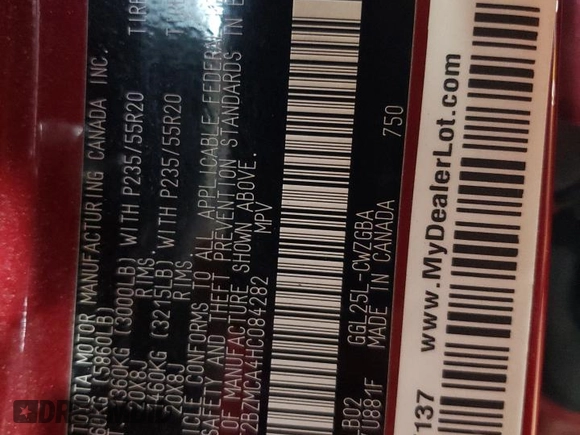 TOYOTA MOTOR MANUFACTURING CANADA INC.
(5860LB)
1360KG (3000LB) WITH P235/55R20 TIRE
20X8J RIMS
1460KG (3215LB) WITH P235/55R20
20X8J RIMS.
VEHICLE CONFORMS TO ALL APPLICABLE FEDERAL
SAFETY AND THEFT PREVENTION STANDARDS IN
OF MANUFACTURE SHOWN ABOVE.
2BZMCA4HC084282 MPV
GGL25L-CWZGBA
MADE IN CANADA 750
www.MyDealerLot.com
137